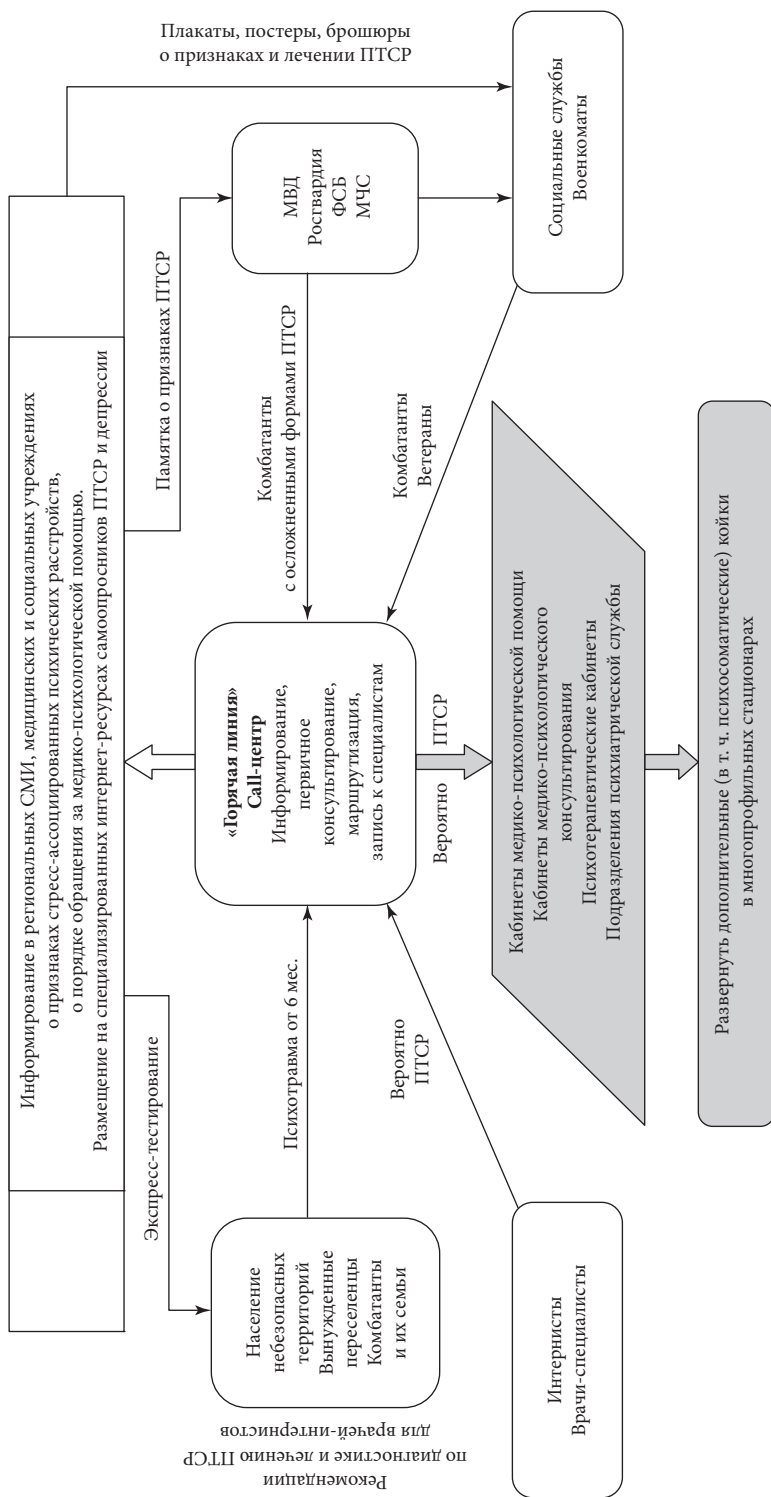 Информирование в региональных СМИ, медицинских и социальных учреждениях
о признаках стресс-ассоциированных психических расстройств,
о порядке обращения за медико-психологической помощью.
Размещение на специализированных интернет-ресурсах самоопросников ПТСР и депрессии
Экспресс-тестирование
Памятка о признаках ПТСР
Плакаты, постеры, брошюры
о признаках и лечении ПТСР
Население
небезопасных
территорий
Вынужденные
переселенцы
Комбатанты
и их семьи
Психотравма от 6 мес.
«Горячая линия»
Call-центр
Информирование,
первичное
консультирование,
маршрутизация,
запись к специалистам
Комбатанты
с осложненными формами ПТСР
МВД
Росгвардия
ФСБ
МЧС
Рекомендации
по диагностике и лечению ПТСР
для врачей-интернистов
Вероятно
ПТСР
Вероятно
ПТСР
Комбатанты
Ветераны
Интернисты
Врачи-специалисты
Кабинеты медико-психологической помощи
Кабинеты медико-психологического
консультирования
Психотерапевтические кабинеты
Подразделения психиатрической службы
Социальные службы
Военкоматы
Развернуть дополнительные (в т. ч. психосоматические) койки
в многопрофильных стационарах